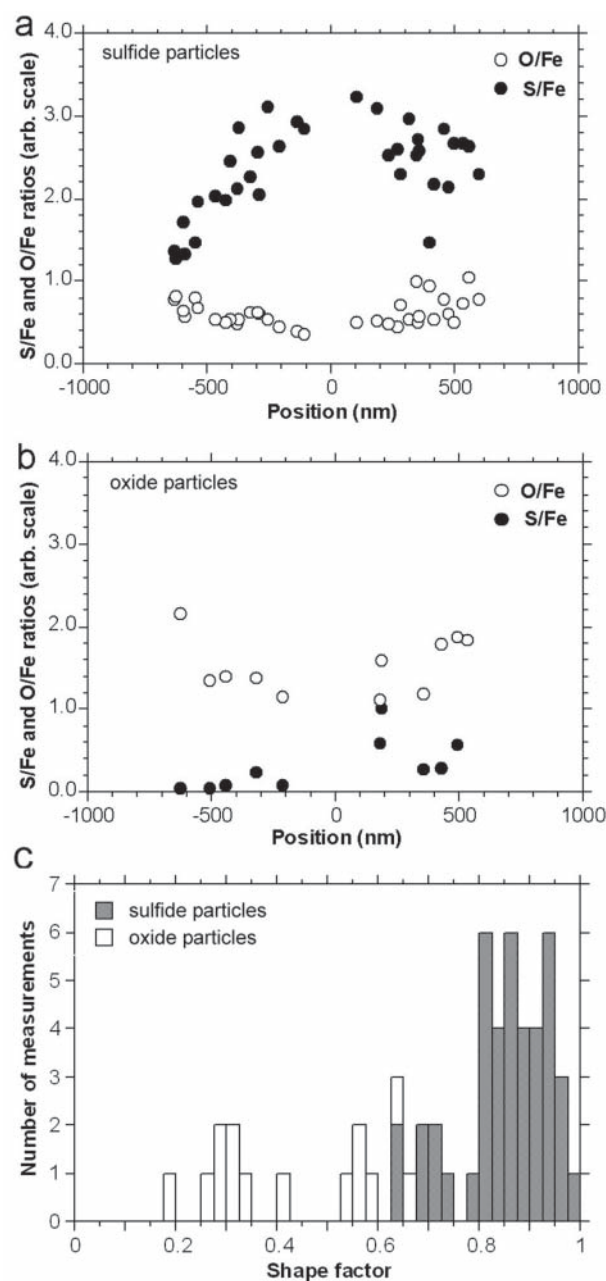 a
4.0
sulfide particles
O/Fe
S/Fe
3.0
2.0
1.0
0.0
S/Fe and O/Fe ratios (arb. scale)
-1000 -500 0 500 1000
Position (nm)
b
4.0
oxide particles
O/Fe
S/Fe
3.0
2.0
1.0
0.0
S/Fe and O/Fe ratios (arb. scale)
-1000 -500 0 500 1000
Position (nm)
c
7
sulfide particles
oxide particles
6
5
4
3
2
1
0
Number of measurements
0 0.2 0.4 0.6 0.8 1
Shape factor